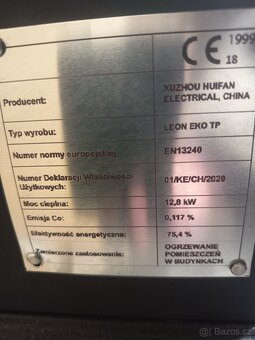 CE 1999
18
Producent: XUZHOU HUIFAN
ELECTRICAL, CHINA
Typ wyrobu: LEON EKO TP
Numer normy europejskiej EN13240
Numer Deklaracji Właściwości
Użytkowych: 01/KE/CH/2020
Moc cieplna: 12,8 kW
Emisja Co: 0,117 %
Efektywność energetyczna: 75,4 %
Zamierzone zastosowanie: OGRZEWANIE
POMIESZCZEŃ
W BUDYNKACH
Bazos.cz